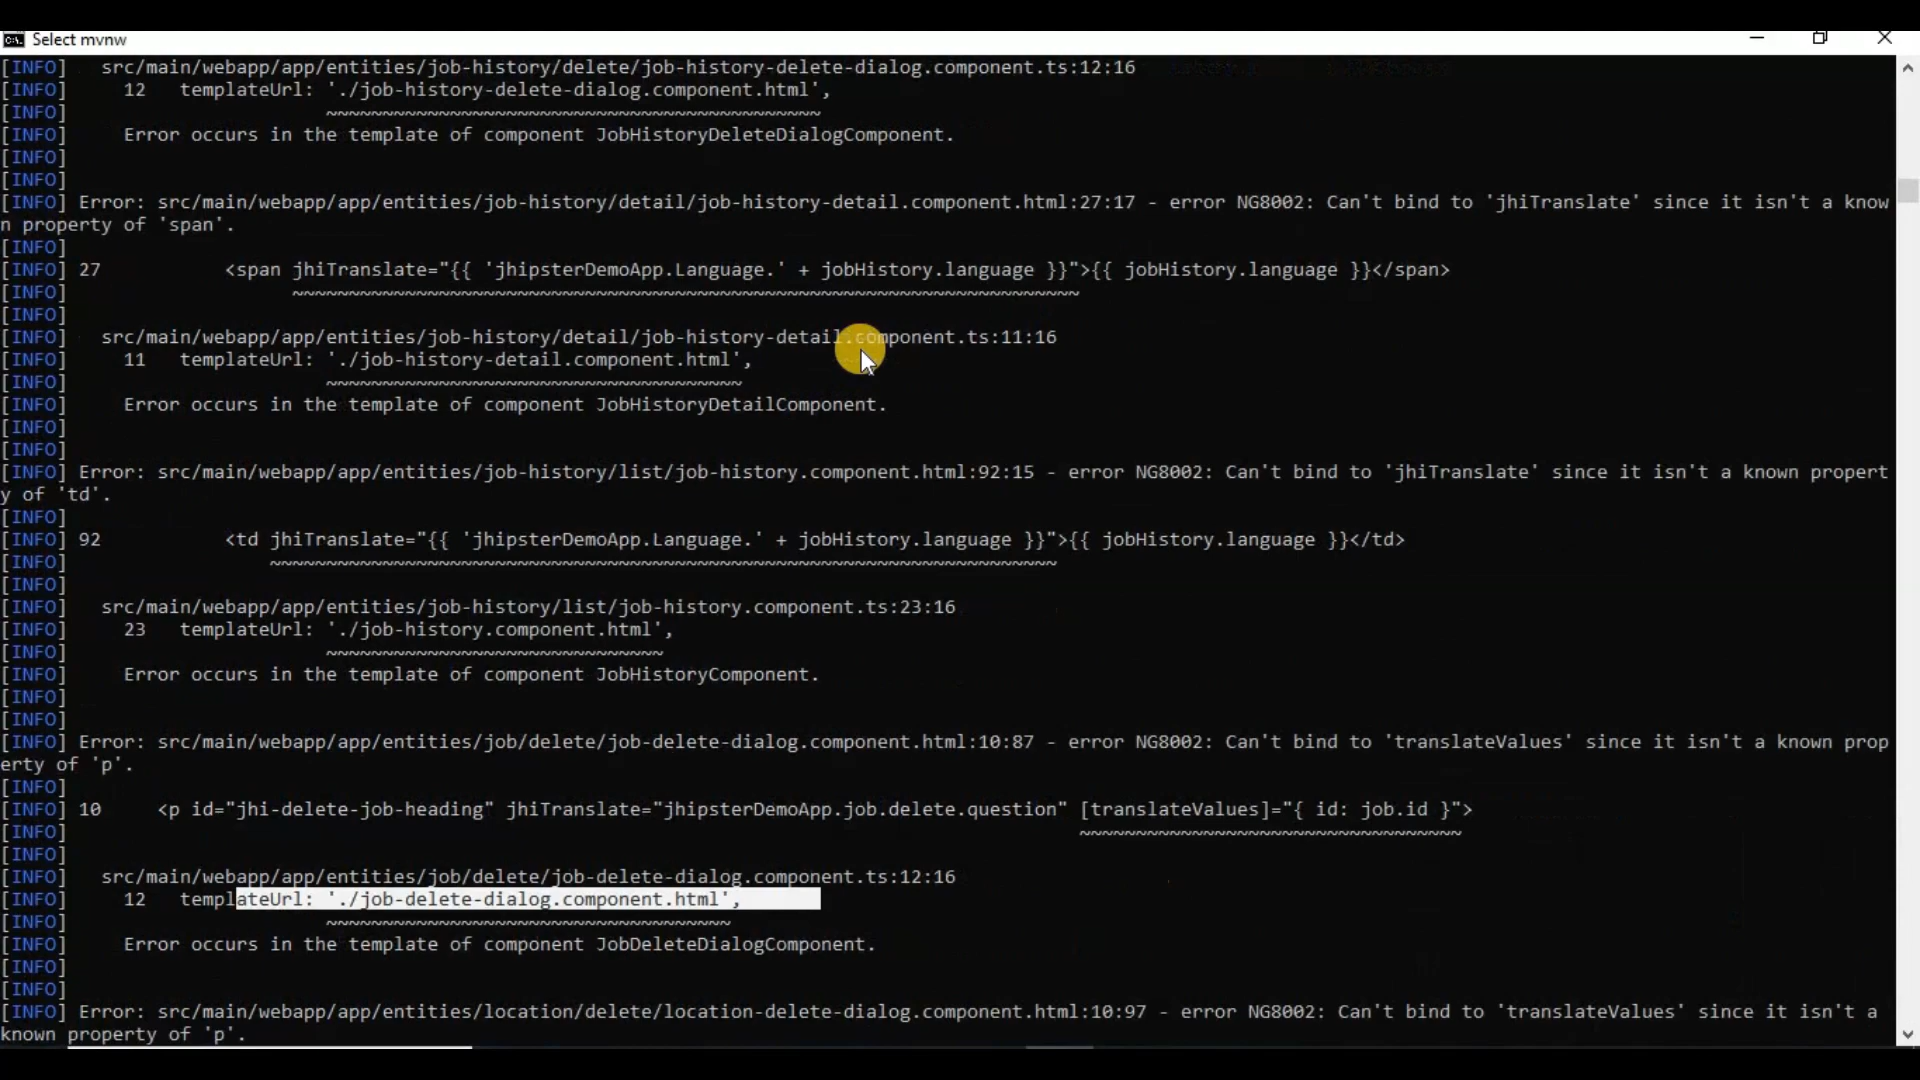 Select mvnw
[INFO]   src/main/webapp/app/entities/job-history/delete/job-history-delete-dialog.component.ts:12:16
[INFO]     12   templateUrl: './job-history-delete-dialog.component.html',
[INFO]                       ~~~~~~~~~~~~~~~~~~~~~~~~~~~~~~~~~~~~~~~~~~~~
[INFO]     Error occurs in the template of component JobHistoryDeleteDialogComponent.
[INFO]
[INFO]
[INFO] Error: src/main/webapp/app/entities/job-history/detail/job-history-detail.component.html:27:17 - error NG8002: Can't bind to 'jhiTranslate' since it isn't a know
n property of 'span'.
[INFO]
[INFO] 27           <span jhiTranslate="{{ 'jhipsterDemoApp.Language.' + jobHistory.language }}">{{ jobHistory.language }}</span>
[INFO]                    ~~~~~~~~~~~~~~~~~~~~~~~~~~~~~~~~~~~~~~~~~~~~~~~~~~~~~~~~~~~~~~~~~~~~~~
[INFO]
[INFO]   src/main/webapp/app/entities/job-history/detail/job-history-detail.component.ts:11:16
[INFO]     11   templateUrl: './job-history-detail.component.html',
[INFO]                       ~~~~~~~~~~~~~~~~~~~~~~~~~~~~~~~~~~~~~
[INFO]     Error occurs in the template of component JobHistoryDetailComponent.
[INFO]
[INFO]
[INFO] Error: src/main/webapp/app/entities/job-history/list/job-history.component.html:92:15 - error NG8002: Can't bind to 'jhiTranslate' since it isn't a known propert
y of 'td'.
[INFO]
[INFO] 92           <td jhiTranslate="{{ 'jhipsterDemoApp.Language.' + jobHistory.language }}">{{ jobHistory.language }}</td>
[INFO]                  ~~~~~~~~~~~~~~~~~~~~~~~~~~~~~~~~~~~~~~~~~~~~~~~~~~~~~~~~~~~~~~~~~~~~~~
[INFO]
[INFO]   src/main/webapp/app/entities/job-history/list/job-history.component.ts:23:16
[INFO]     23   templateUrl: './job-history.component.html',
[INFO]                       ~~~~~~~~~~~~~~~~~~~~~~~~~~~~~~
[INFO]     Error occurs in the template of component JobHistoryComponent.
[INFO]
[INFO]
[INFO] Error: src/main/webapp/app/entities/job/delete/job-delete-dialog.component.html:10:87 - error NG8002: Can't bind to 'translateValues' since it isn't a known prop
erty of 'p'.
[INFO]
[INFO] 10     <p id="jhi-delete-job-heading" jhiTranslate="jhipsterDemoApp.job.delete.question" [translateValues]="{ id: job.id }">
[INFO]                                                                                          ~~~~~~~~~~~~~~~~~~~~~~~~~~~~~~~~~~
[INFO]
[INFO]   src/main/webapp/app/entities/job/delete/job-delete-dialog.component.ts:12:16
[INFO]     12   templateUrl: './job-delete-dialog.component.html',
[INFO]                       ~~~~~~~~~~~~~~~~~~~~~~~~~~~~~~~~~~~~
[INFO]     Error occurs in the template of component JobDeleteDialogComponent.
[INFO]
[INFO]
[INFO] Error: src/main/webapp/app/entities/location/delete/location-delete-dialog.component.html:10:97 - error NG8002: Can't bind to 'translateValues' since it isn't a
known property of 'p'.